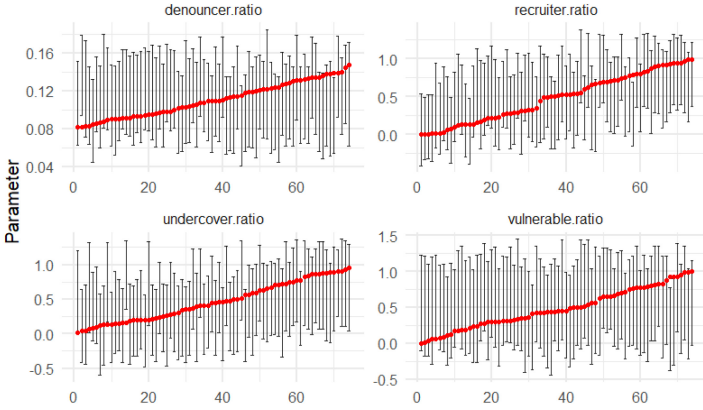 denouncer.ratio
recruiter.ratio
0.16
0.12
0.08
0.04
1.0
0.5
0.0
0 20 40 60
0 20 40 60
Parameter
undercover.ratio
vulnerable.ratio
1.0
0.5
0.0
-0.5
1.5
1.0
0.5
0.0
-0.5
0 20 40 60
0 20 40 60